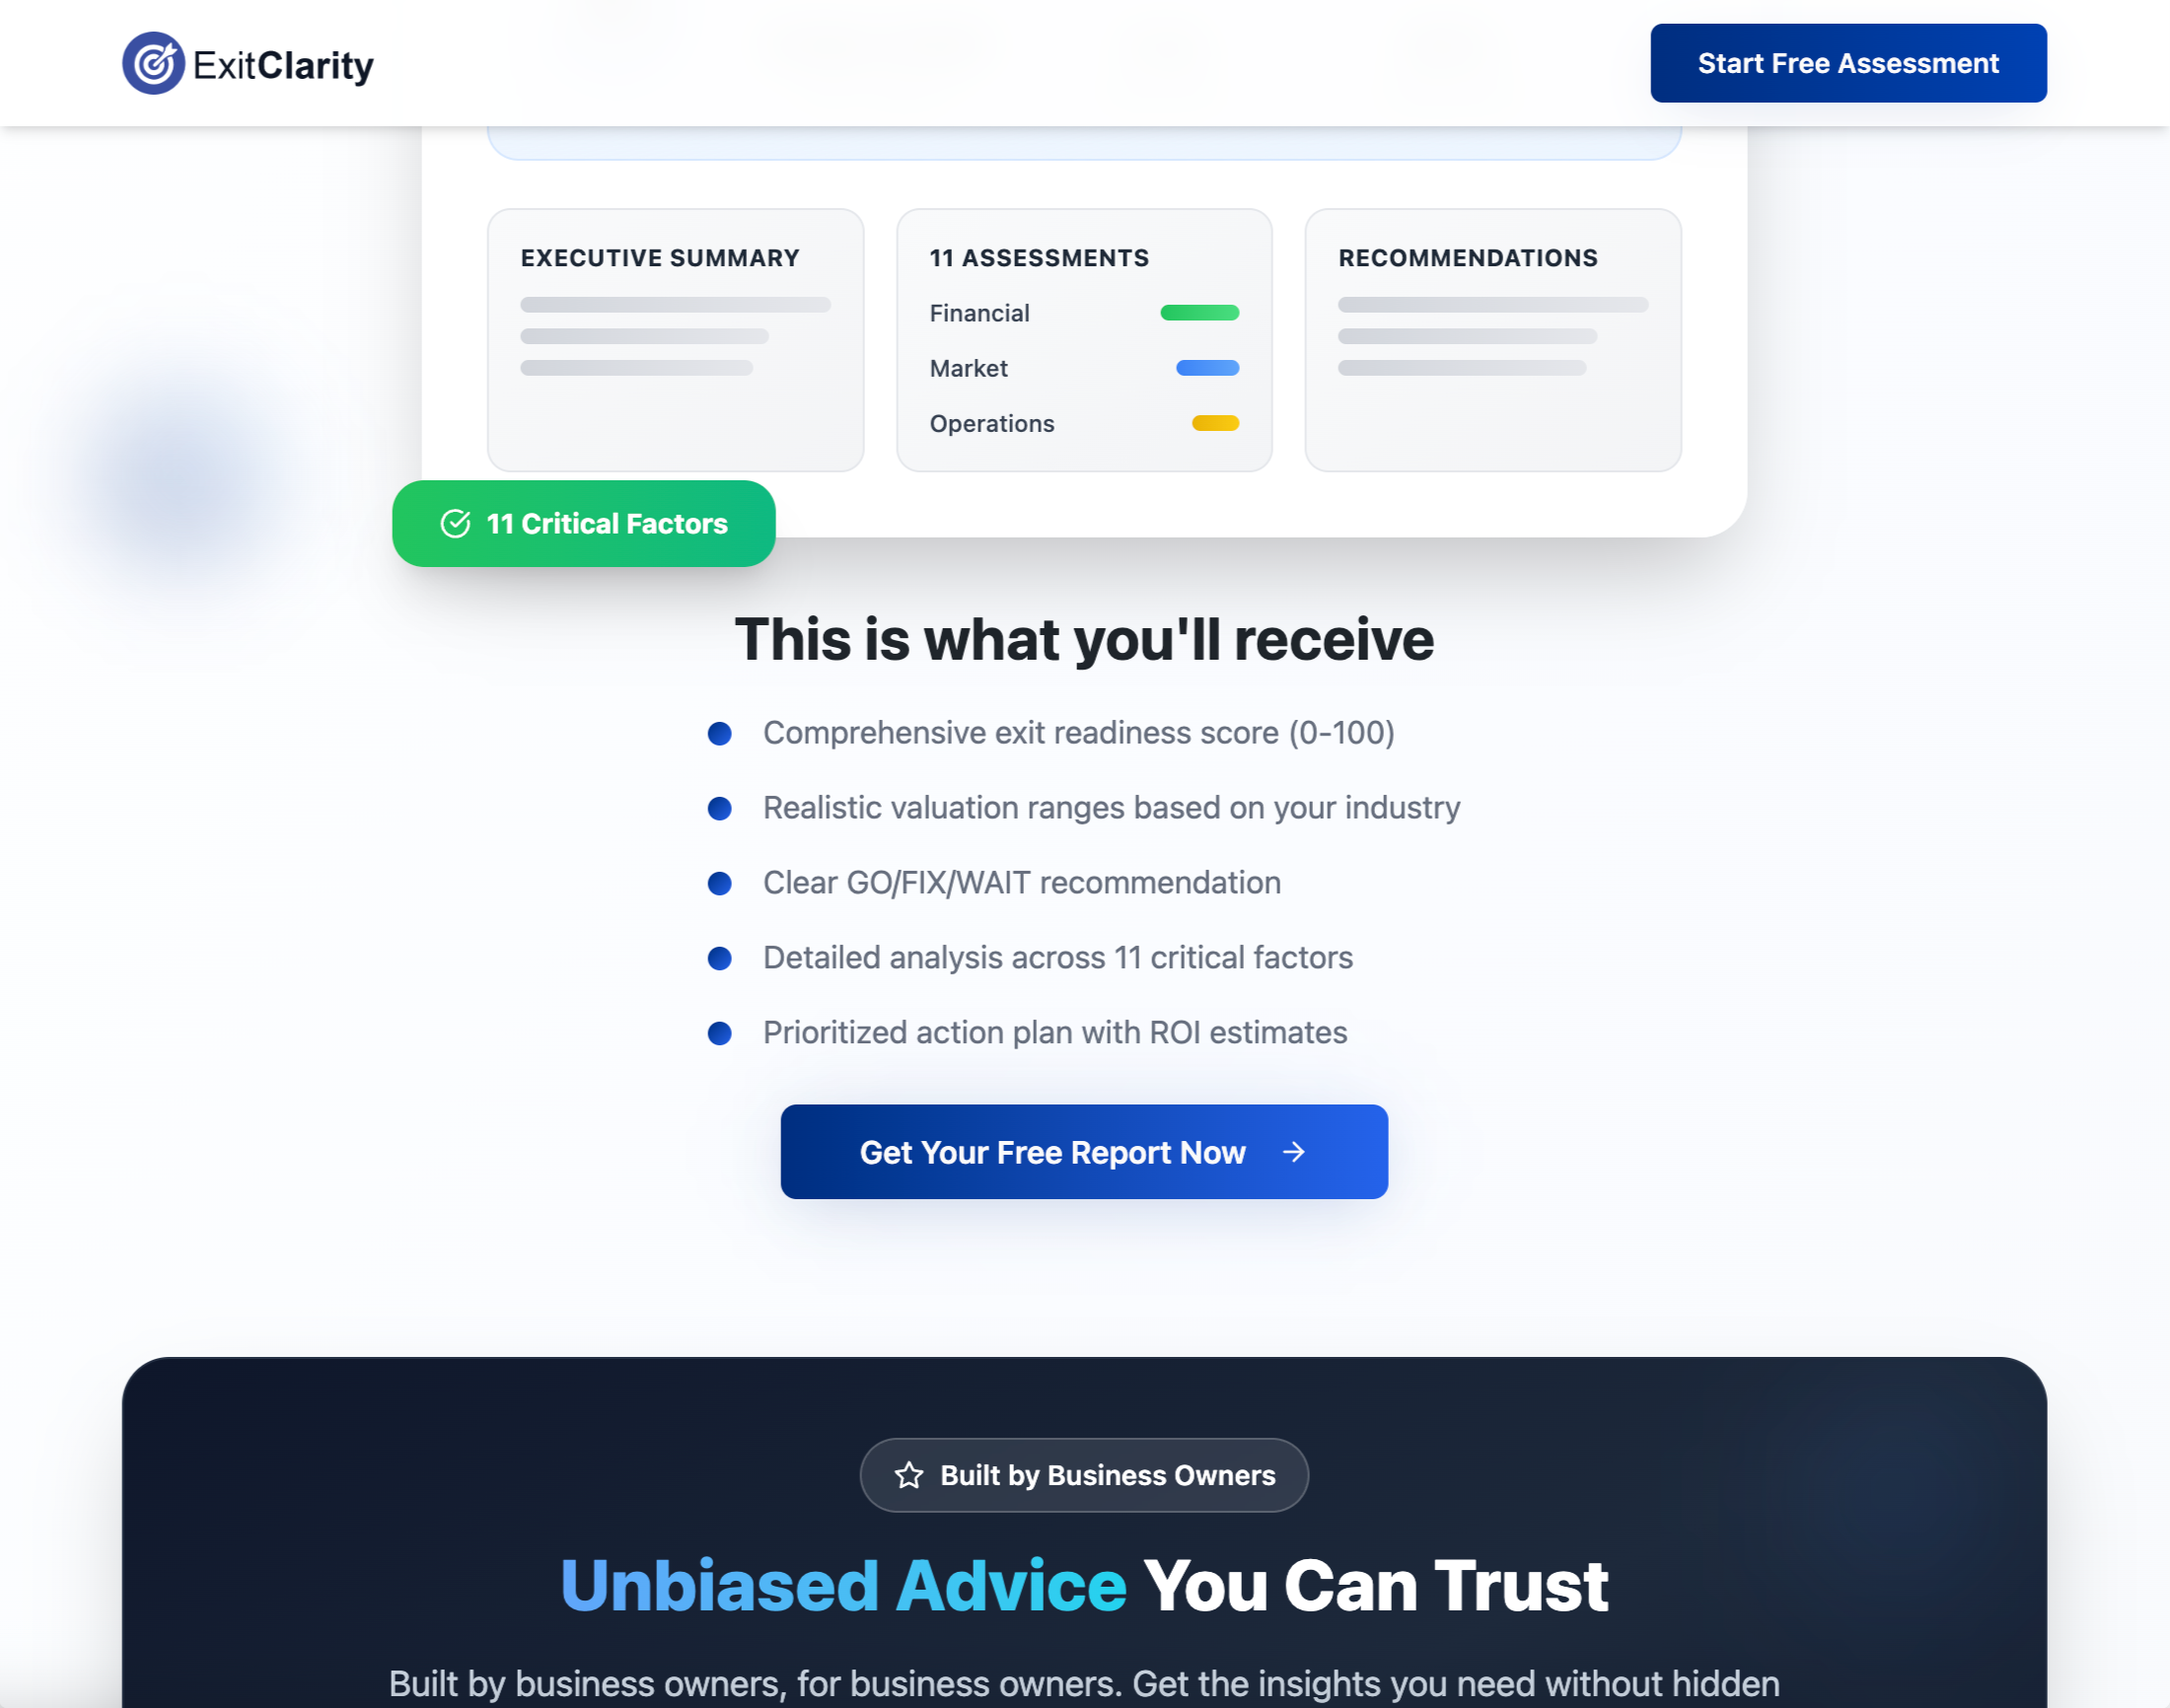 ExitClarity
Start Free Assessment
EXECUTIVE SUMMARY
11 ASSESSMENTS
Financial
Market
Operations
RECOMMENDATIONS
11 Critical Factors
This is what you'll receive
Comprehensive exit readiness score (0-100)
Realistic valuation ranges based on your industry
Clear GO/FIX/WAIT recommendation
Detailed analysis across 11 critical factors
Prioritized action plan with ROI estimates
Get Your Free Report Now
Built by Business Owners
Unbiased Advice You Can Trust
Built by business owners, for business owners. Get the insights you need without hidden